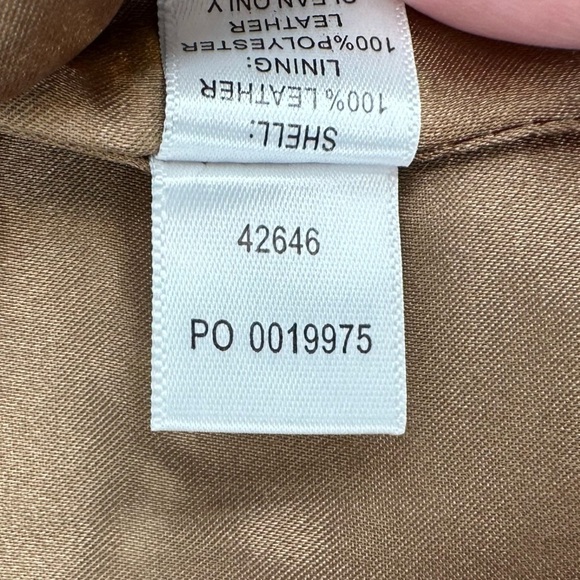 SHELL:
100% LEATHER
LINING:
100%POLYESTER
LEATHER
CLEAN ONLY
42646
PO 0019975